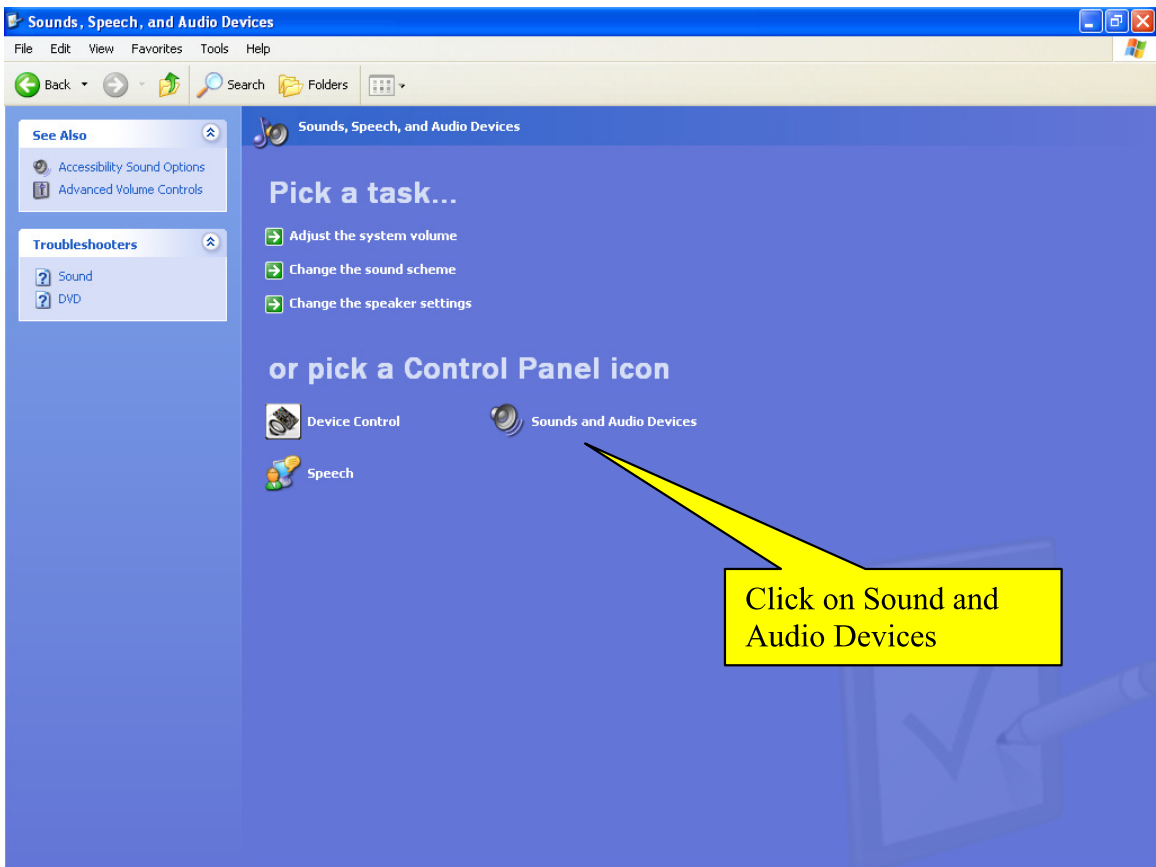 Sounds, Speech, and Audio Devices
File Edit View Favorites Tools Help
Back Search Folders
See Also
Accessibility Sound Options
Advanced Volume Controls
Troubleshooters
Sound
DVD
Sounds, Speech, and Audio Devices
Pick a task...
Adjust the system volume
Change the sound scheme
Change the speaker settings
or pick a Control Panel icon
Device Control Sounds and Audio Devices
Speech
Click on Sound and
Audio Devices